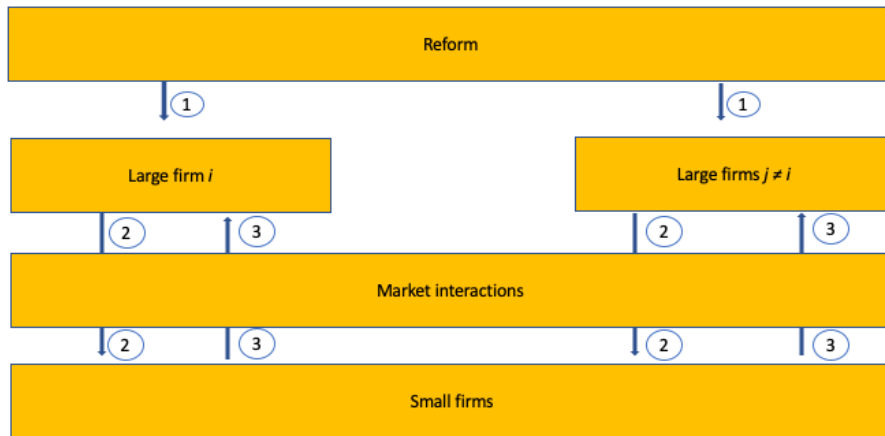 Reform
1 1
Large firm i Large firms j ≠ i
2 3 2 3
Market interactions
2 3 2 3
Small firms